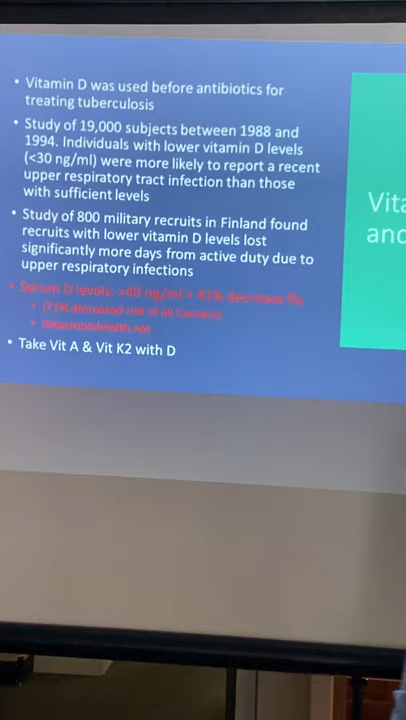 • Vitamin D was used before antibiotics for
treating tuberculosis
• Study of 19,000 subjects between 1988 and
1994. Individuals with lower vitamin D levels
(<30 ng/ml) were more likely to report a recent
upper respiratory tract infection than those
with sufficient levels
• Study of 800 military recruits in Finland found
recruits with lower vitamin D levels lost
significantly more days from active duty due to
upper respiratory infections
• Serum D levels: >40 ng/ml = 41% decrease flu
• (71% decreased risk of all Cancers)
• Grassrootshealth.net
• Take Vit A & Vit K2 with D
and